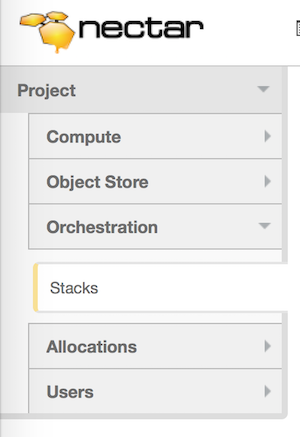 nectar
Project
Compute
Object Store
Orchestration
Stacks
Allocations
Users